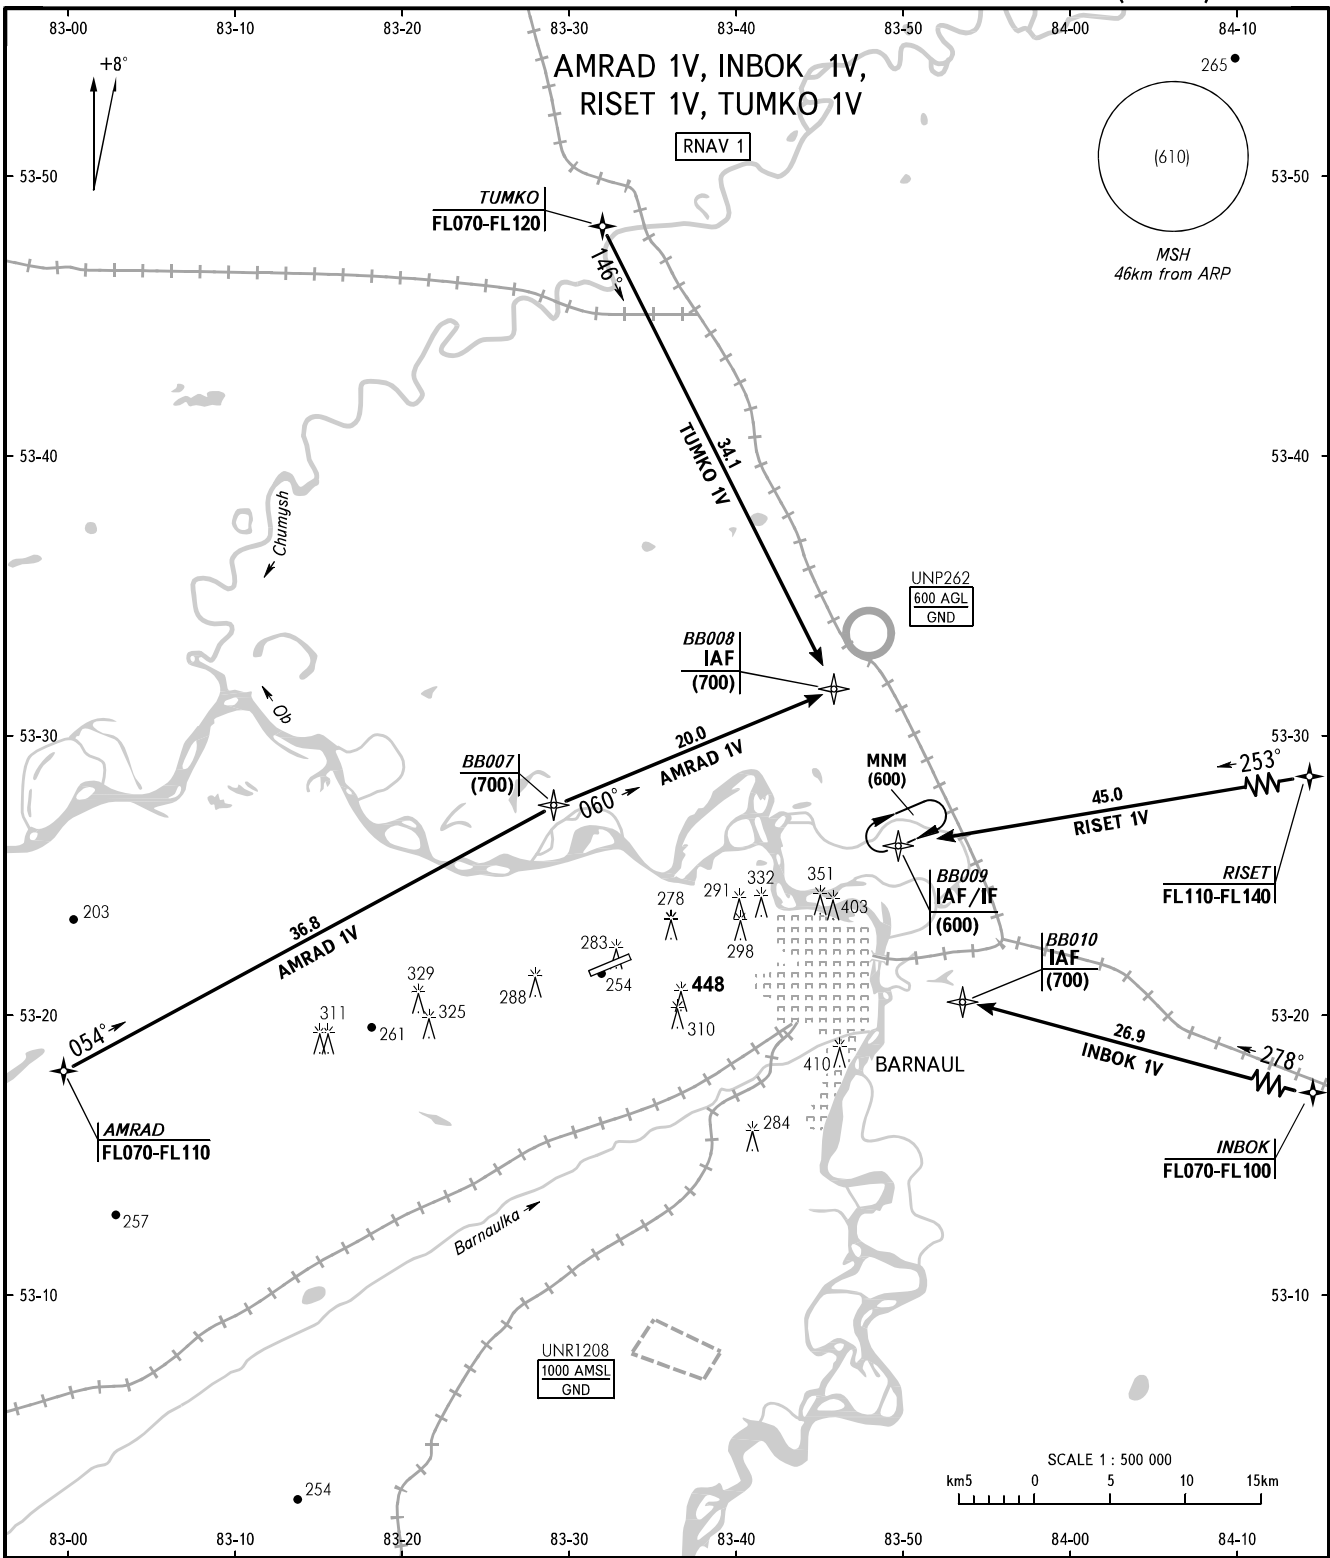 83-00 83-10 83-20 83-30 83-40 83-50 84-00 84-10
+8°
AMRAD 1V, INBOK 1V,
RISET 1V, TUMKO 1V
RNAV 1
265
(610)
MSH
46km from ARP
53-50 53-50
TUMKO
FL070-FL120
146°
34.1
TUMKO 1V
53-40 53-40
Chumysh
UNP262
600 AGL
GND
BB008
IAF
(700)
Ob
53-30 53-30
20.0
AMRAD 1V
BB007
(700)
060°
MNM
(600)
253°
45.0
RISET 1V
RISET
FL110-FL140
BB009
IAF/IF
(600)
203
36.8
AMRAD 1V
278
291
332
351
403
298
283
254
288
329
325
311
261
448
310
BB010
IAF
(700)
53-20 53-20
054°
26.9
INBOK 1V
278°
410
BARNAUL
284
AMRAD
FL070-FL110
INBOK
FL070-FL100
257
Barnaulka
53-10 53-10
UNR1208
1000 AMSL
GND
254
SCALE 1 : 500 000
km5 0 5 10 15km
83-00 83-10 83-20 83-30 83-40 83-50 84-00 84-10